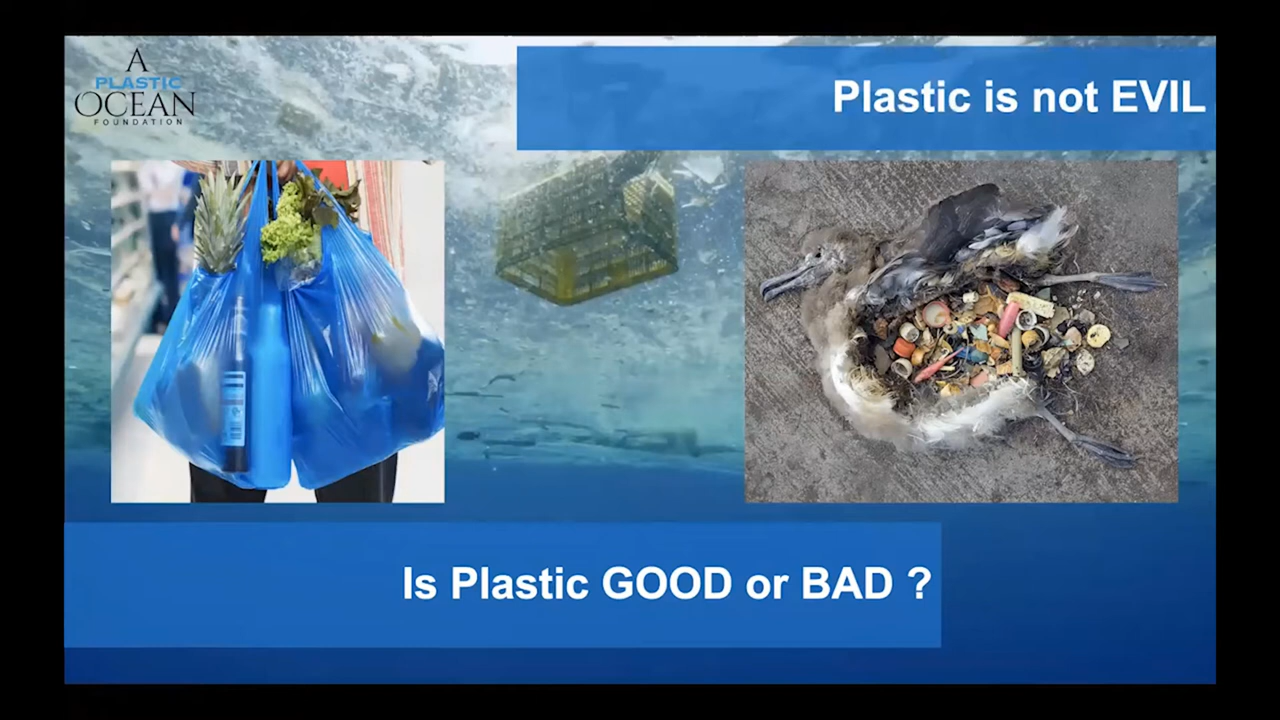 A
PLASTIC
OCEAN
FOUNDATION
Plastic is not EVIL
Is Plastic GOOD or BAD ?